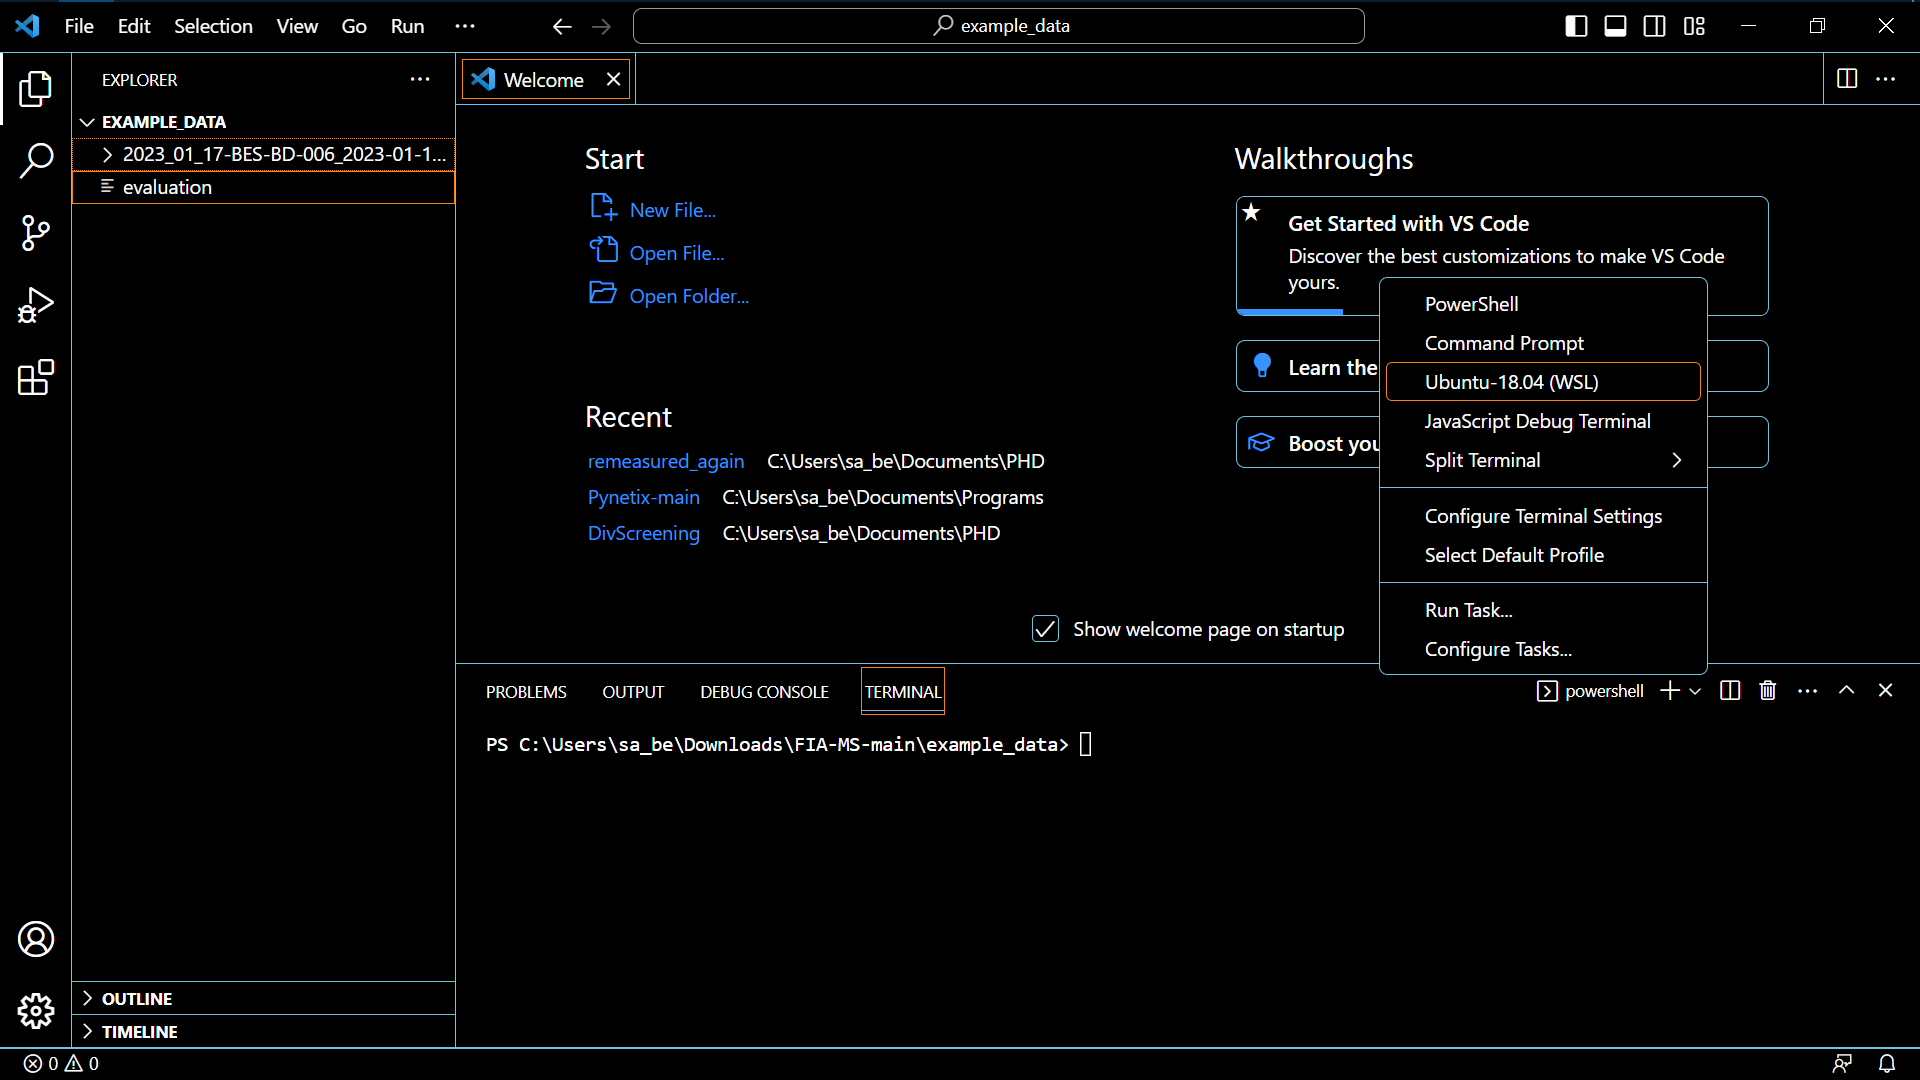 File Edit Selection View Go Run ···
example_data
EXPLORER
EXAMPLE_DATA
2023_01_17-BES-BD-006_2023-01-1...
evaluation
OUTLINE
TIMELINE
Welcome
Start
New File...
Open File...
Open Folder...
Recent
remeasured_again C:\Users\sa_be\Documents\PHD
Pynetix-main C:\Users\sa_be\Documents\Programs
DivScreening C:\Users\sa_be\Documents\PHD
Walkthroughs
Get Started with VS Code
Discover the best customizations to make VS Code
yours.
Learn the
Boost you
Show welcome page on startup
PowerShell
Command Prompt
Ubuntu-18.04 (WSL)
JavaScript Debug Terminal
Split Terminal
Configure Terminal Settings
Select Default Profile
Run Task...
Configure Tasks...
PROBLEMS OUTPUT DEBUG CONSOLE TERMINAL
powershell
PS C:\Users\sa_be\Downloads\FIA-MS-main\example_data>
0 0